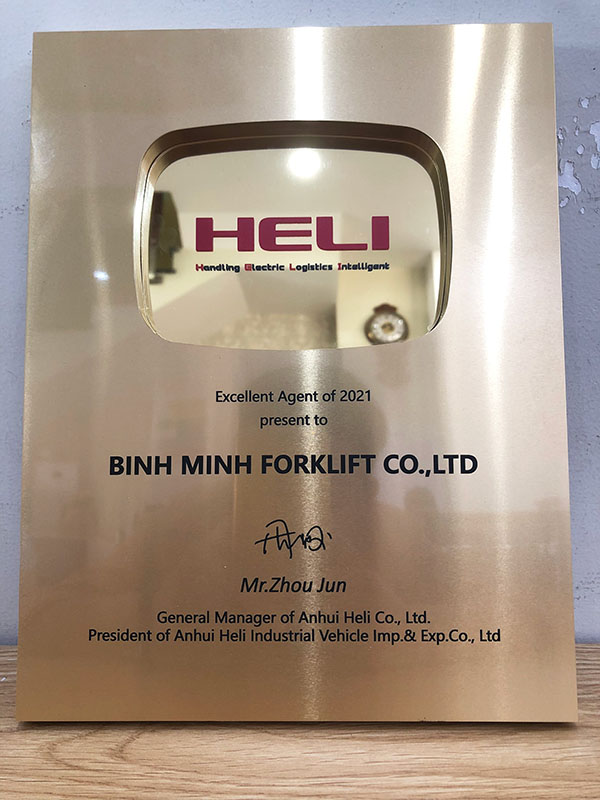 HELI
Handling Electric Logistics Intelligent
Excellent Agent of 2021
present to
BINH MINH FORKLIFT CO.,LTD
Mr.Zhou Jun
General Manager of Anhui Heli Co., Ltd.
President of Anhui Heli Industrial Vehicle Imp.& Exp.Co., Ltd